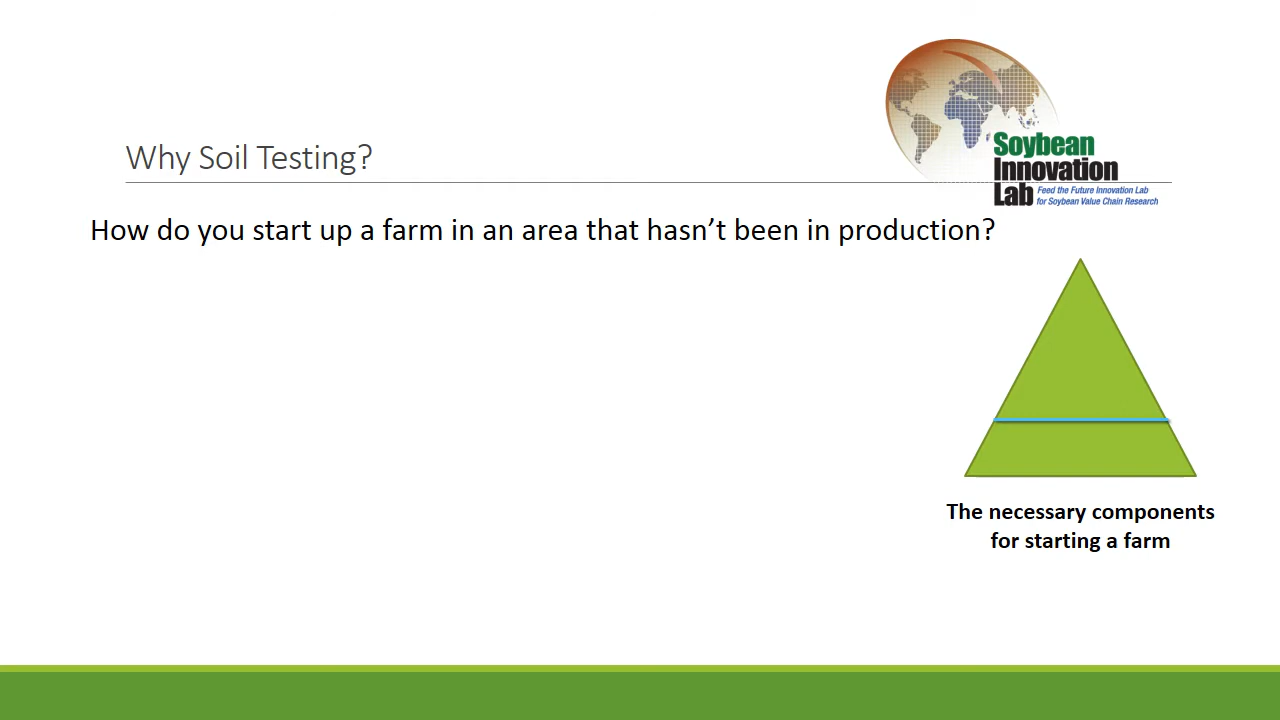 Why Soil Testing?
Soybean
Innovation
Lab
Feed the Future Innovation Lab
for Soybean Value Chain Research
How do you start up a farm in an area that hasn’t been in production?
The necessary components
for starting a farm